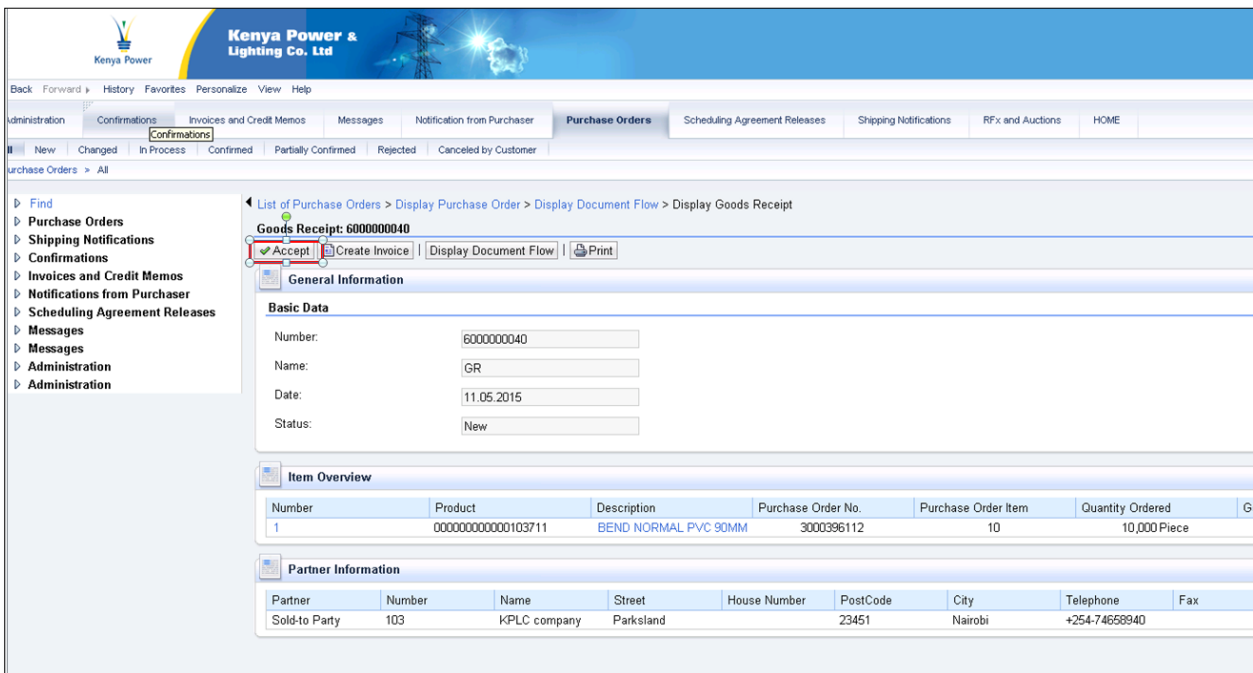 Kenya Power
Kenya Power &
Lighting Co. Ltd
Back Forward History Favorites Personalize View Help
Administration Confirmations Invoices and Credit Memos Messages Notification from Purchaser Purchase Orders Scheduling Agreement Releases Shipping Notifications RFx and Auctions HOME
Confirmations
New Changed In Process Confirmed Partially Confirmed Rejected Canceled by Customer
urchase Orders > All
Find
Purchase Orders
Shipping Notifications
Confirmations
Invoices and Credit Memos
Notifications from Purchaser
Scheduling Agreement Releases
Messages
Messages
Administration
Administration
List of Purchase Orders > Display Purchase Order > Display Document Flow > Display Goods Receipt
Goods Receipt: 6000000040
Accept Create Invoice | Display Document Flow | Print
General Information
Basic Data
Number: 6000000040
Name: GR
Date: 11.05.2015
Status: New
Item Overview
Number Product Description Purchase Order No. Purchase Order Item Quantity Ordered G
1 000000000000103711 BEND NORMAL PVC 90MM 3000396112 10 10,000 Piece
Partner Information
Partner Number Name Street House Number PostCode City Telephone Fax
Sold-to Party 103 KPLC company Parksland 23451 Nairobi +254-74658940